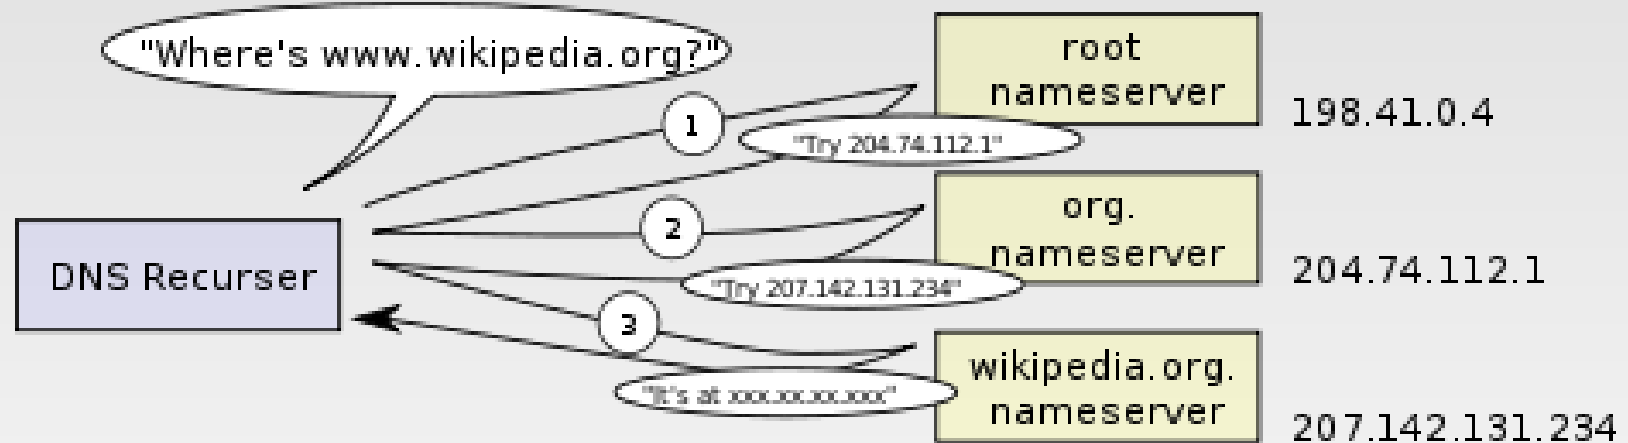 "Where's www.wikipedia.org?"
root
nameserver
198.41.0.4
1
"Try 204.74.112.1"
2
org.
nameserver
204.74.112.1
DNS Recurser
"Try 207.142.131.234"
3
wikipedia.org.
nameserver
207.142.131.234
"It's at xxx.xx.xx.xxx"